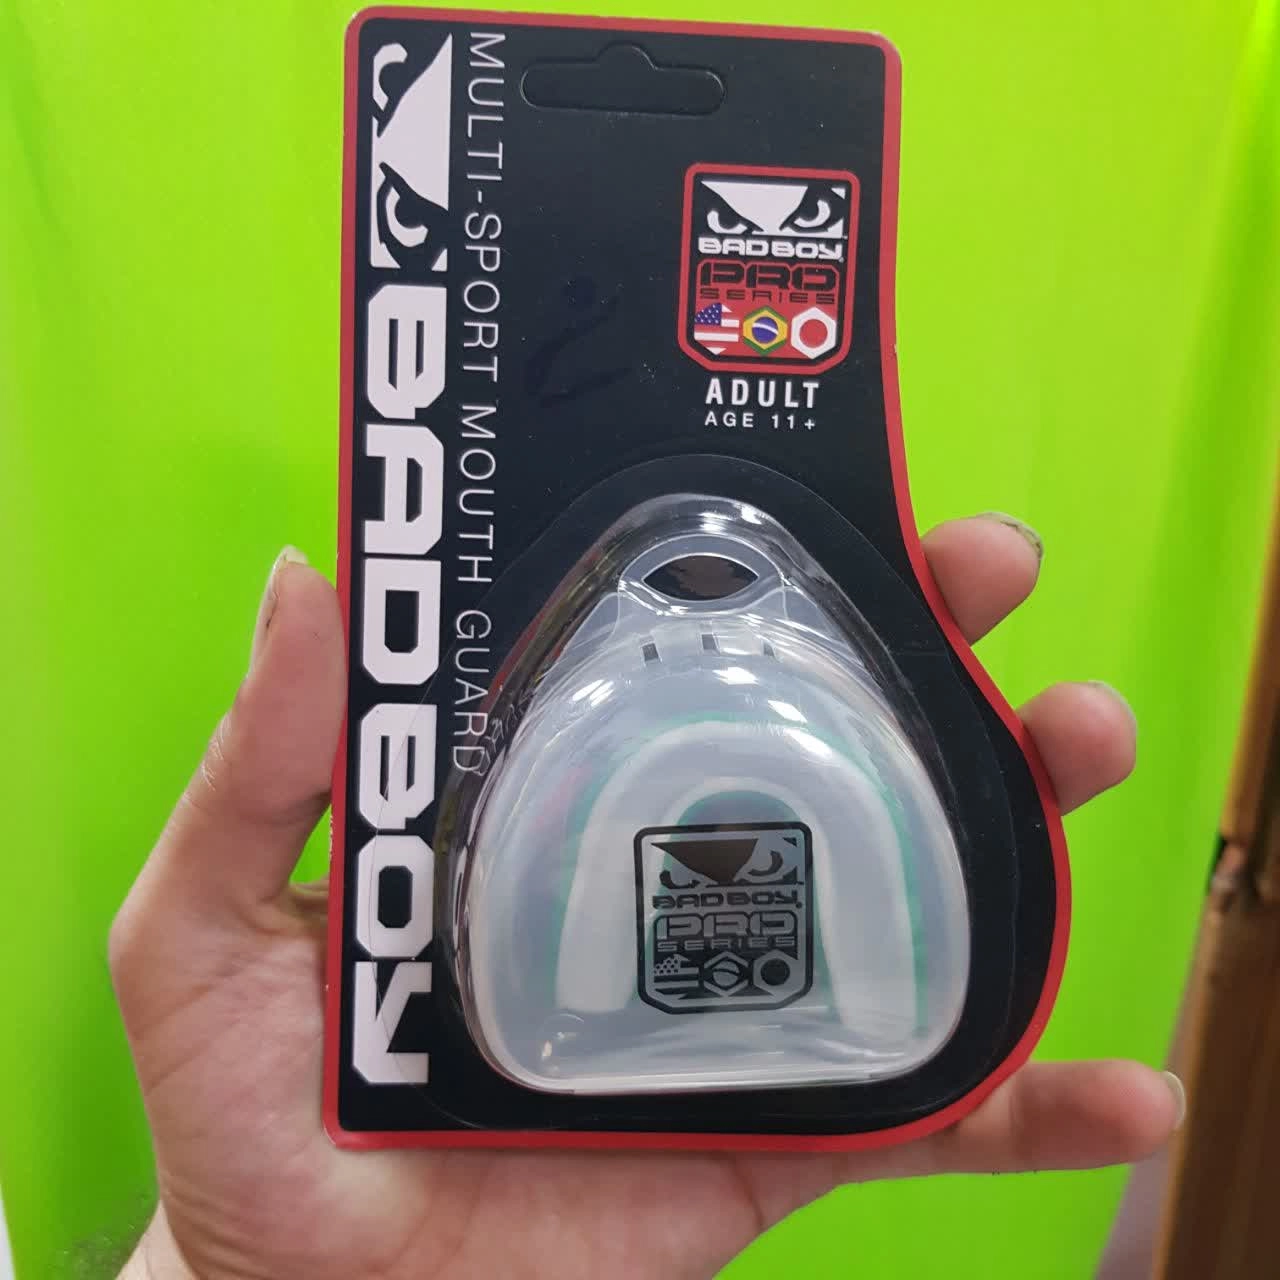 BAD BOY
MULTI-SPORT MOUTH GUARD
BAD BOY
PRO
SERIES
ADULT
AGE 11+
BAD BOY
PRO
SERIES